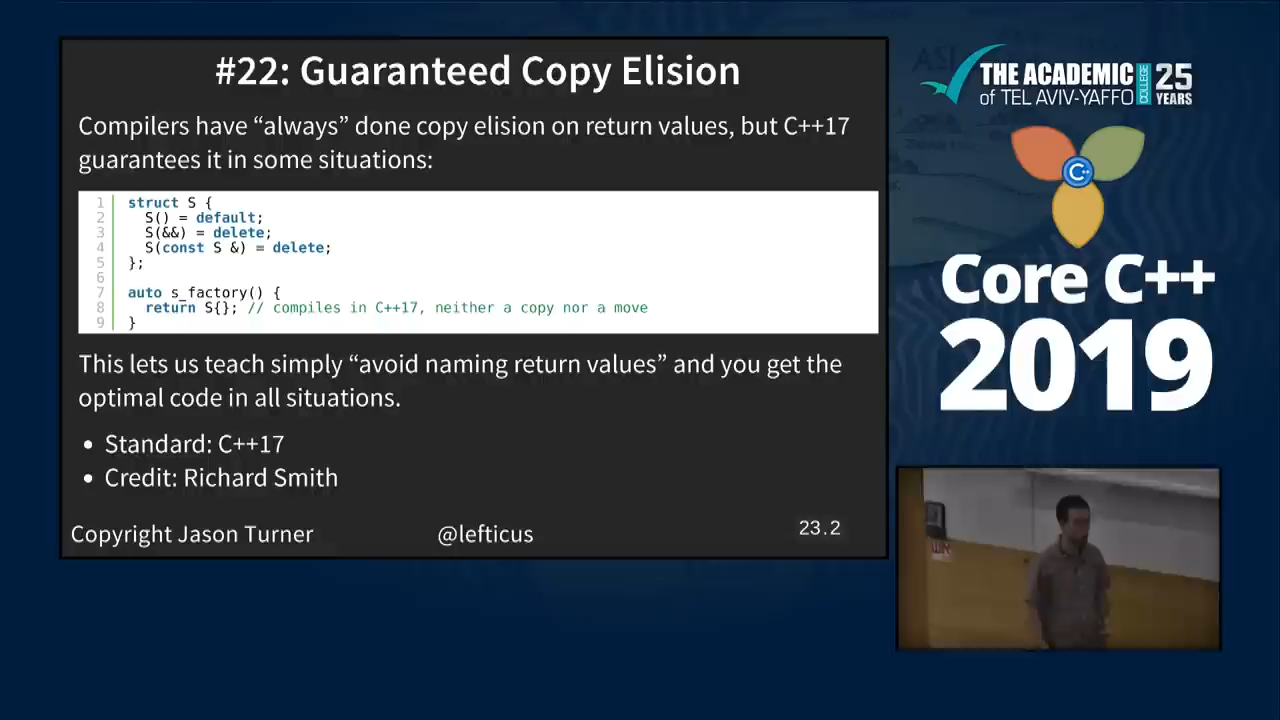 #22: Guaranteed Copy Elision
Compilers have “always” done copy elision on return values, but C++17
guarantees it in some situations:
1 struct S {
2 S() = default;
3 S(&&) = delete;
4 S(const S &) = delete;
5 };
6
7 auto s_factory() {
8 return S{}; // compiles in C++17, neither a copy nor a move
9 }
This lets us teach simply “avoid naming return values” and you get the
optimal code in all situations.
• Standard: C++17
• Credit: Richard Smith
Copyright Jason Turner @lefticus 23.2
THE ACADEMIC COLLEGE
of TEL AVIV-YAFFO
25
YEARS
C++
Core C++
2019